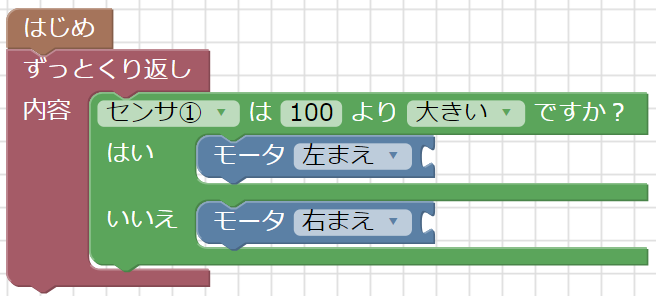 はじめ
ずっとくり返し
内容 センサ① は 100 より 大きい ですか？
はい モータ 左まえ
いいえ モータ 右まえ